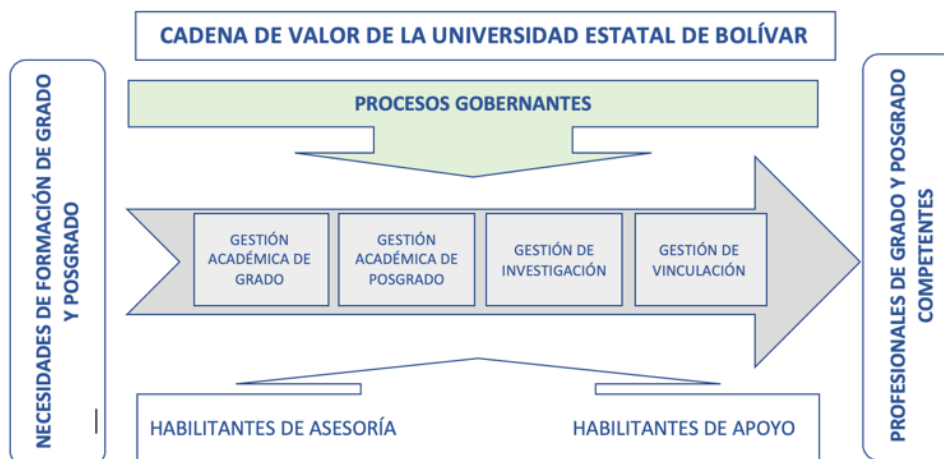 CADENA DE VALOR DE LA UNIVERSIDAD ESTATAL DE BOLÍVAR
NECESIDADES DE FORMACIÓN DE GRADO
Y POSGRADO
PROCESOS GOBERNANTES
GESTIÓN
ACADÉMICA DE
GRADO
GESTIÓN
ACADÉMICA DE
POSGRADO
GESTIÓN DE
INVESTIGACIÓN
GESTIÓN DE
VINCULACIÓN
HABILITANTES DE ASESORÍA
HABILITANTES DE APOYO
PROFESIONALES DE GRADO Y POSGRADO
COMPETENTES